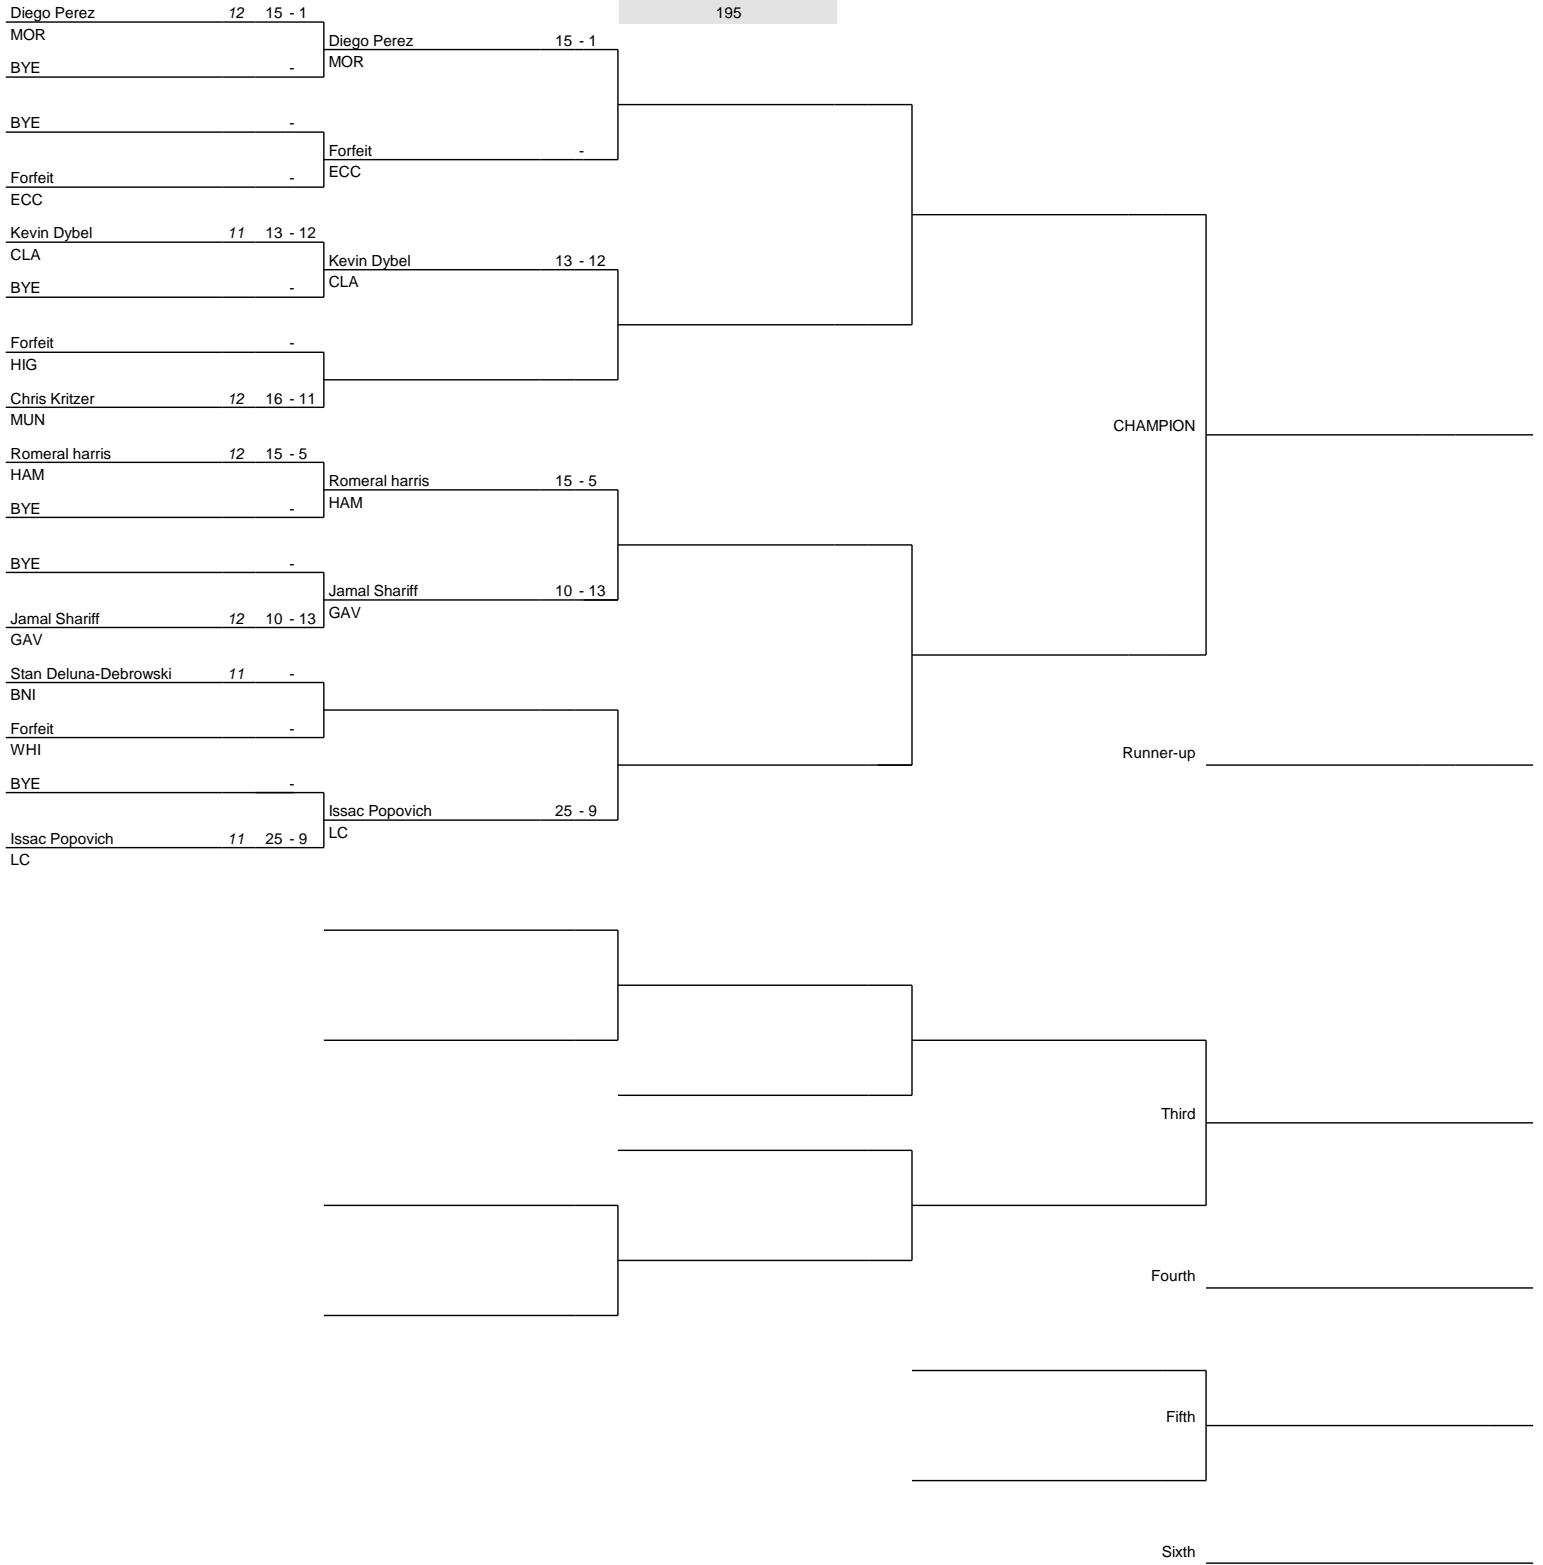 Diego Perez 12 15 - 1
195
MOR
Diego Perez 15 - 1
BYE -
MOR
BYE -
Forfeit -
ECC
Forfeit -
ECC
Kevin Dybel 11 13 - 12
CLA
Kevin Dybel 13 - 12
BYE -
CLA
Forfeit -
HIG
Chris Kritzer 12 16 - 11
MUN
CHAMPION
Romeral harris 12 15 - 5
HAM
Romeral harris 15 - 5
BYE -
HAM
BYE -
Jamal Shariff 10 - 13
GAV
Jamal Shariff 12 10 - 13
GAV
Stan Deluna-Debrowski 11 -
BNI
Forfeit -
WHI
Runner-up
BYE -
Issac Popovich 25 - 9
LC
Issac Popovich 11 25 - 9
LC
Third
Fourth
Fifth
Sixth